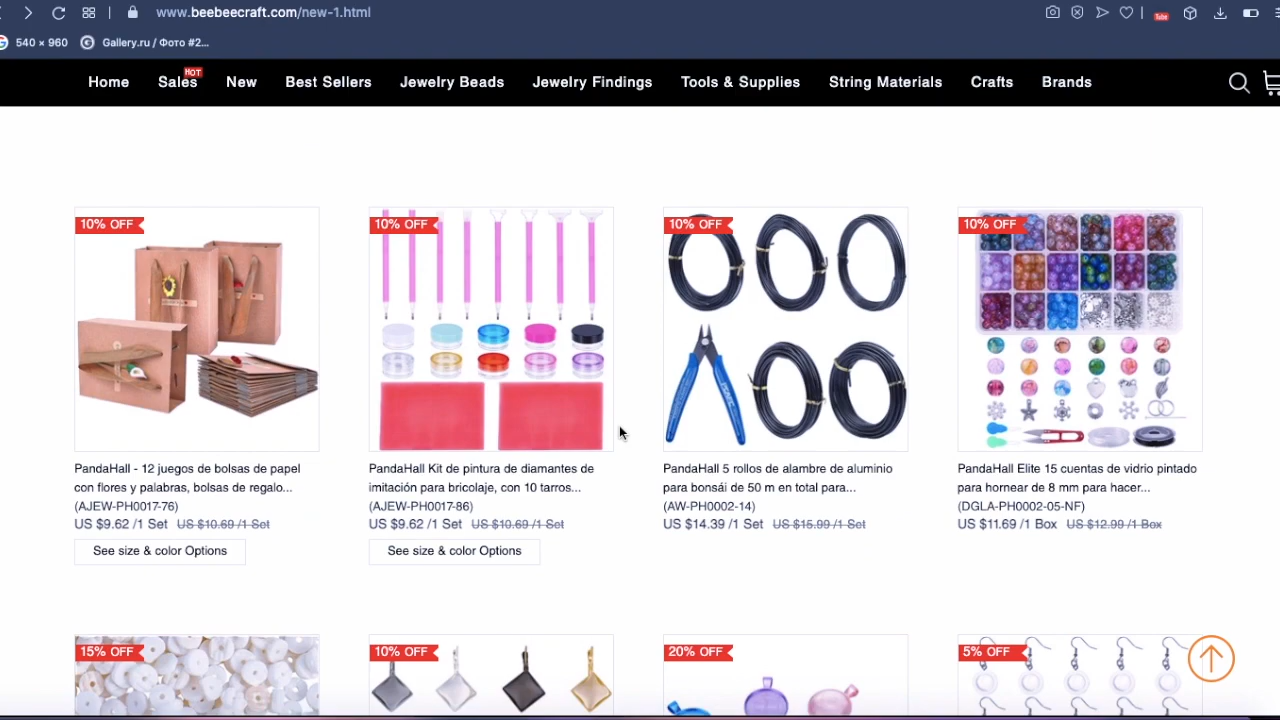 www.beebeecraft.com/new-1.html
540 × 960 Gallery.ru / Фото #2...
Home Sales HOT New Best Sellers Jewelry Beads Jewelry Findings Tools & Supplies String Materials Crafts Brands
10% OFF
PandaHall - 12 juegos de bolsas de papel
con flores y palabras, bolsas de regalo...
(AJEW-PH0017-76)
US $9.62 /1 Set US $10.69 /1 Set
See size & color Options
10% OFF
PandaHall Kit de pintura de diamantes de
imitación para bricolaje, con 10 tarros...
(AJEW-PH0017-86)
US $9.62 /1 Set US $10.69 /1 Set
See size & color Options
10% OFF
PandaHall 5 rollos de alambre de aluminio
para bonsái de 50 m en total para...
(AW-PH0002-14)
US $14.39 /1 Set US $15.99 /1 Set
10% OFF
PandaHall Elite 15 cuentas de vidrio pintado
para hornear de 8 mm para hacer...
(DGLA-PH0002-05-NF)
US $11.69 /1 Box US $12.99 /1 Box
15% OFF
10% OFF
20% OFF
5% OFF